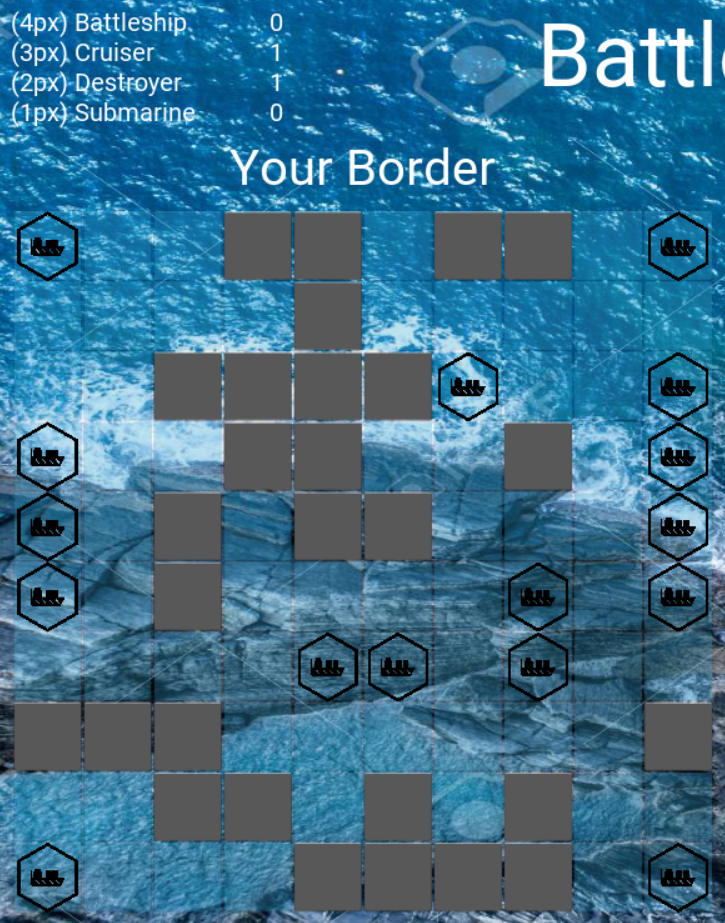 (4px) Battleship 0
(3px) Cruiser 1
(2px) Destroyer 1
(1px) Submarine 0
Battl
Your Border